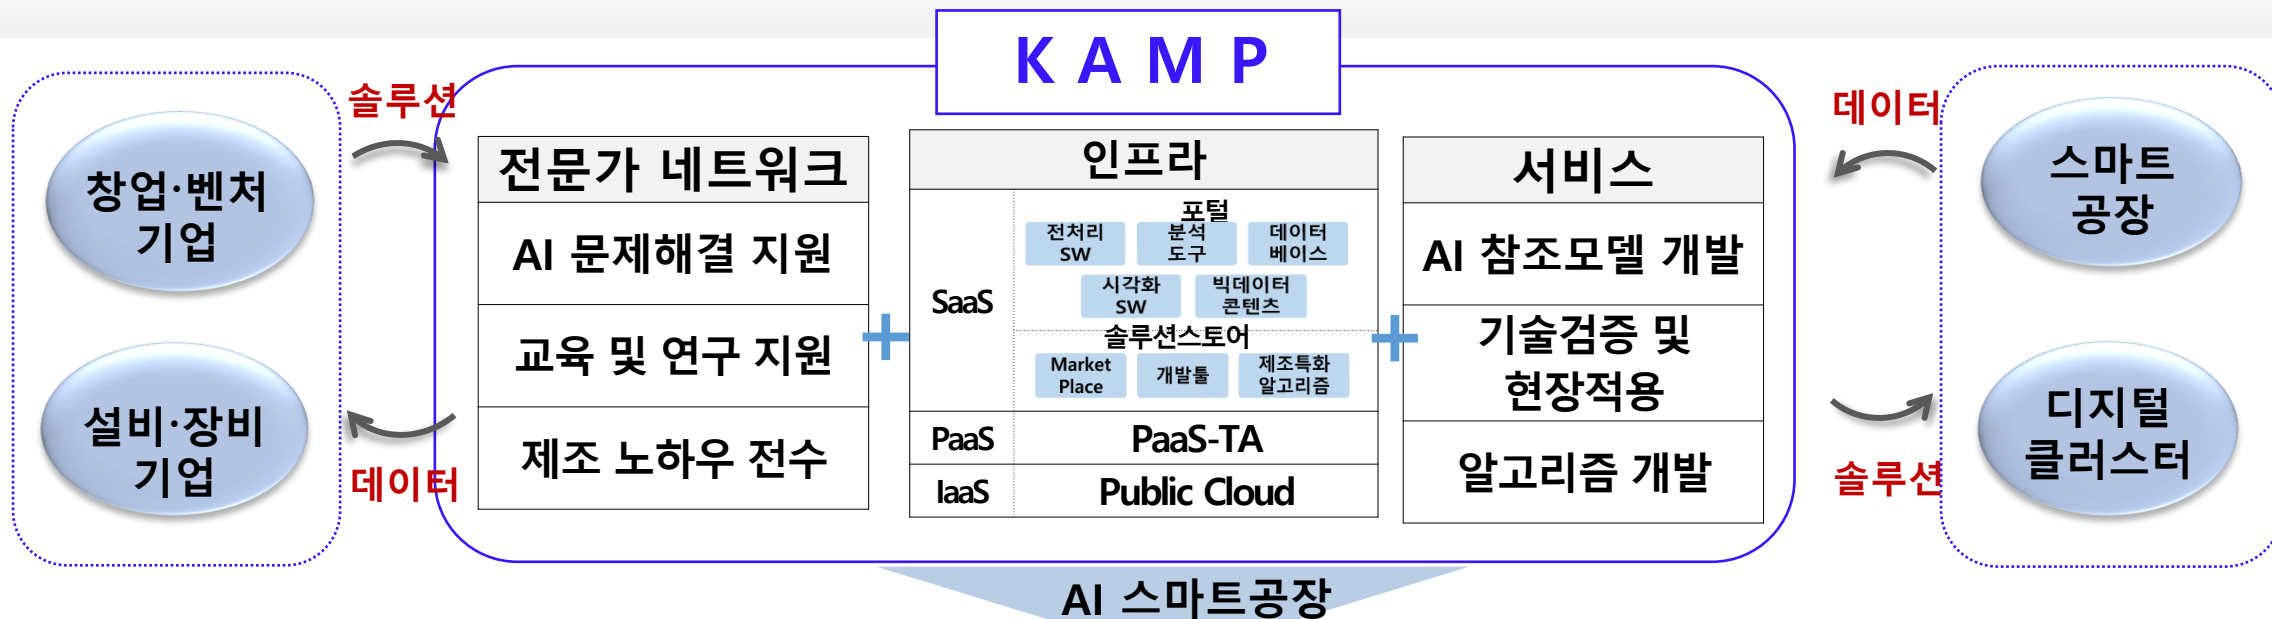 K A M P
솔루션
창업·벤처
기업
설비·장비
기업
데이터
전문가 네트워크
AI 문제해결 지원
교육 및 연구 지원
제조 노하우 전수
+
인프라
SaaS
포털
전처리
SW
분석
도구
데이터
베이스
시각화
SW
빅데이터
콘텐츠
솔루션스토어
Market
Place
개발툴
제조특화
알고리즘
PaaS
PaaS-TA
IaaS
Public Cloud
+
서비스
AI 참조모델 개발
기술검증 및
현장적용
알고리즘 개발
데이터
스마트
공장
디지털
클러스터
솔루션
AI 스마트공장